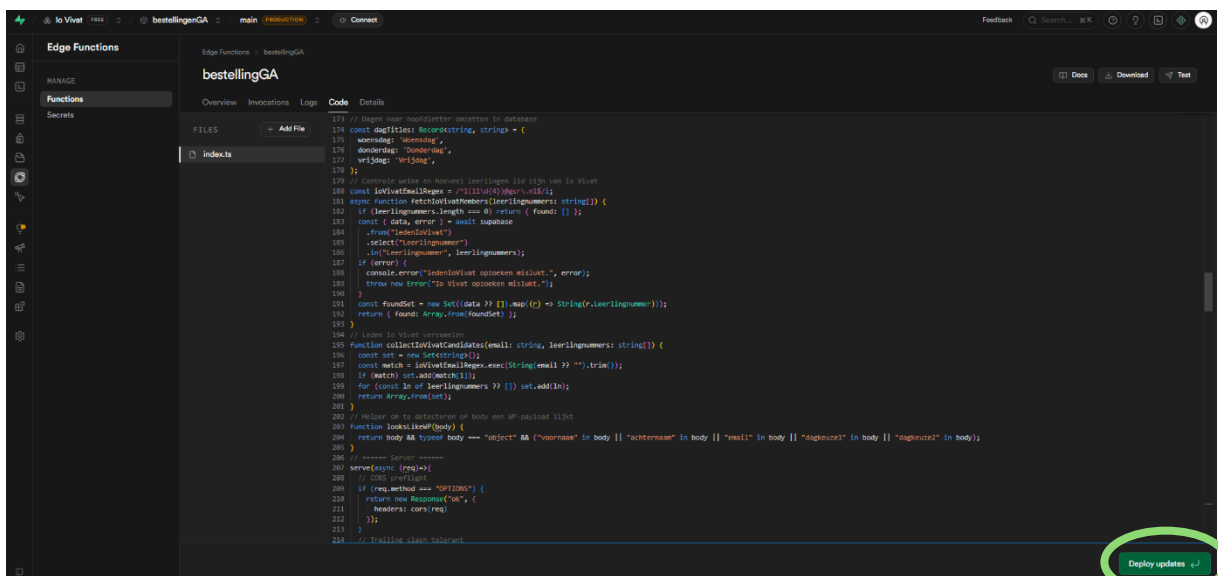 Io Vivat FREE / bestellingenGA / main PRODUCTION Connect Feedback Search... ⌘K
Edge Functions
MANAGE
Functions
Secrets
Edge Functions > bestellingGA
bestellingGA
Docs Download Test
Overview Invocations Logs Code Details
FILES + Add File
index.ts
173 // Dagen naar hoofdletter omzetten in database
174 const dagTitles: Record<string, string> = {
175 woensdag: 'Woensdag',
176 donderdag: 'Donderdag',
177 vrijdag: 'Vrijdag',
178 };
179 // Controle welke en hoeveel leerlingen lid zijn van Io Vivat
180 const ioVivatEmailRegex = /^l(11\d{4})@gsr\.nl$/i;
181 async function fetchIoVivatMembers(leerlingnummers: string[]) {
182 if (leerlingnummers.length === 0) return { found: [] };
183 const { data, error } = await supabase
184 .from("ledenIoVivat")
185 .select("Leerlingnummer")
186 .in("Leerlingnummer", leerlingnummers);
187 if (error) {
188 console.error("ledenIoVivat opzoeken mislukt.", error);
189 throw new Error("Io Vivat opzoeken mislukt.");
190 }
191 const foundSet = new Set((data ?? []).map((r) => String(r.Leerlingnummer)));
192 return { found: Array.from(foundSet) };
193 }
194 // Leden Io Vivat verzamelen
195 function collectIoVivatCandidates(email: string, leerlingnummers: string[]) {
196 const set = new Set<string>();
197 const match = ioVivatEmailRegex.exec(String(email ?? "").trim());
198 if (match) set.add(match[1]);
199 for (const ln of leerlingnummers ?? []) set.add(ln);
200 return Array.from(set);
201 }
202 // Helper om te detecteren of body een WP-payload lijkt
203 function looksLikeWP(body) {
204 return body && typeof body === "object" && ("voornaam" in body || "achternaam" in body || "email" in body || "dagkeuze1" in body || "dagkeuze2" in body);
205 }
206 // ====== Server ======
207 serve(async (req)=>{
208 // CORS preflight
209 if (req.method === "OPTIONS") {
210 return new Response("ok", {
211 headers: cors(req)
212 });
213 }
214 // Trailing slash tolerant
Deploy updates